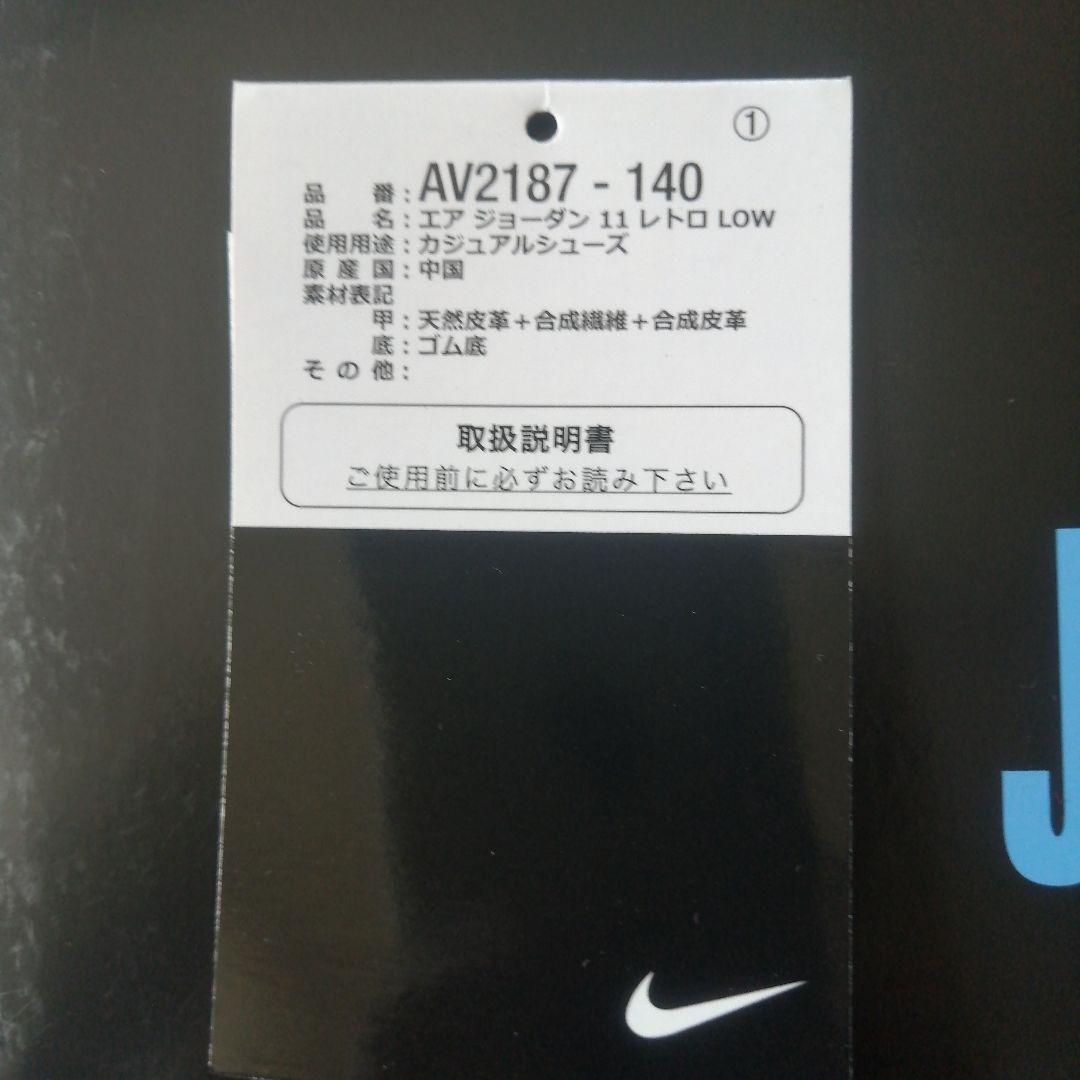 ①
品 番：AV2187 - 140
品 名：エア ジョーダン 11 レトロ LOW
使用用途：カジュアルシューズ
原 産 国：中国
素材表記
甲：天然皮革＋合成繊維＋合成皮革
底：ゴム底
そ の 他：
取扱説明書
ご使用前に必ずお読み下さい
J